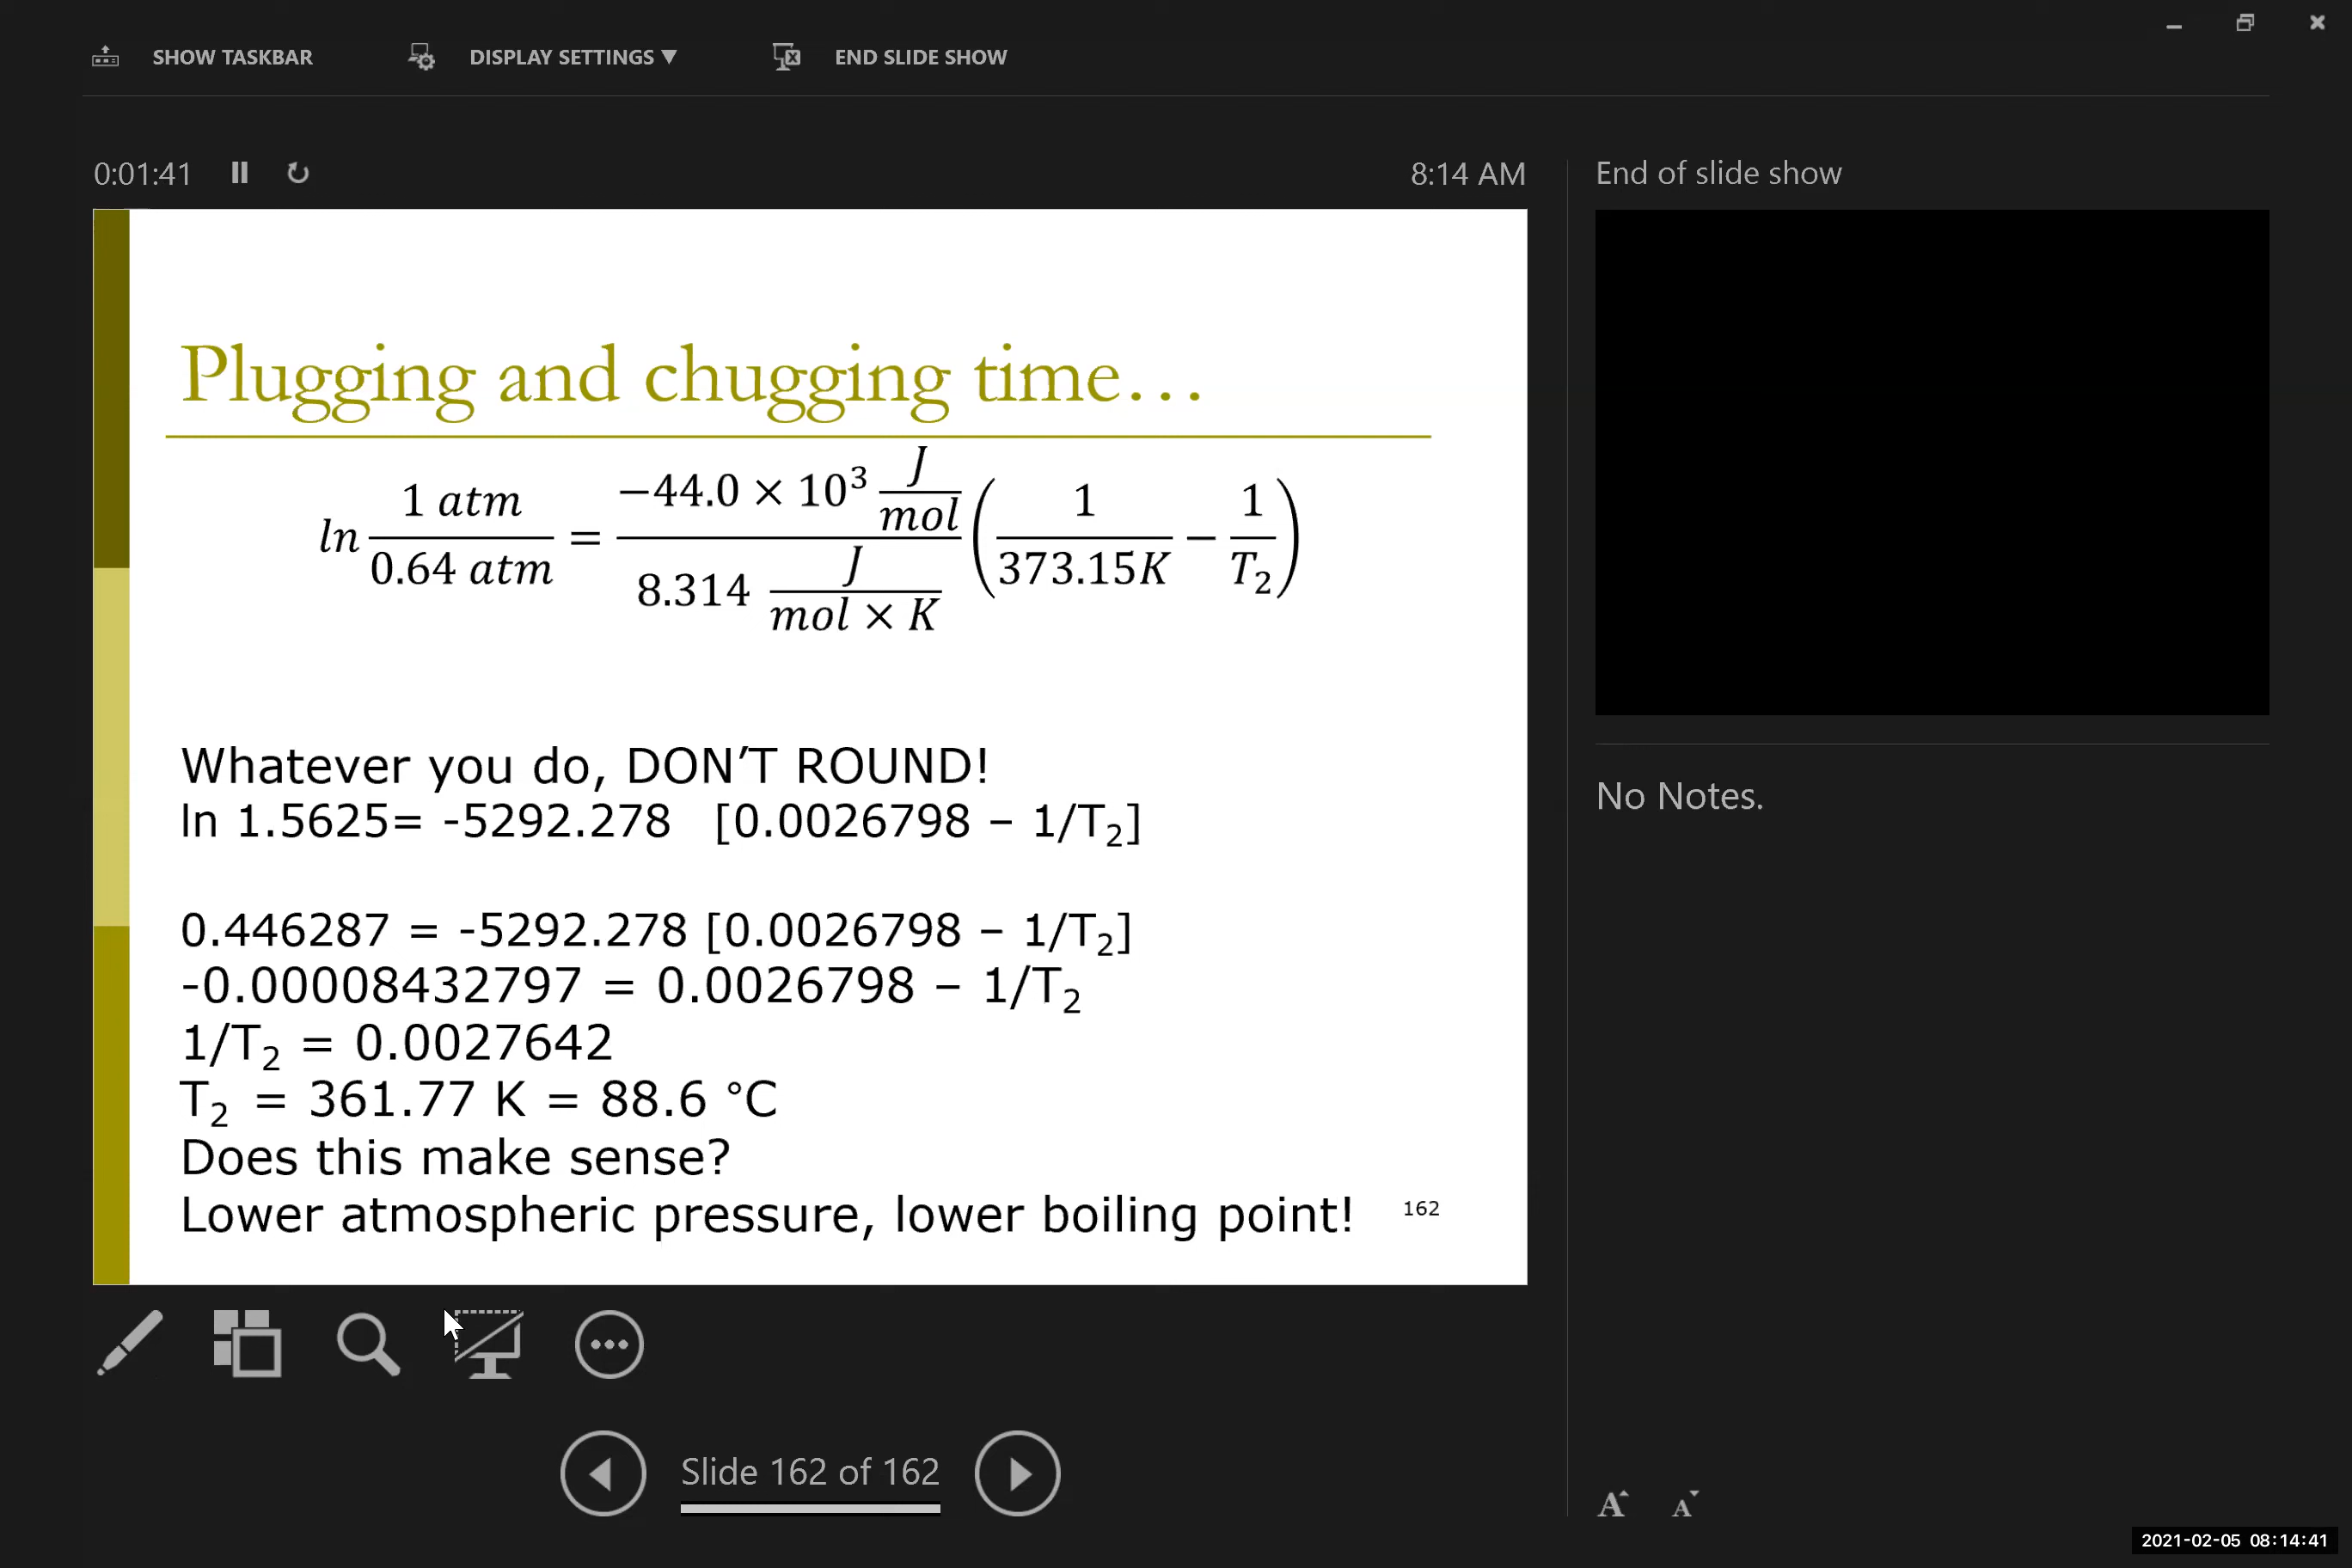 SHOW TASKBAR DISPLAY SETTINGS ▼ END SLIDE SHOW
0:01:41 8:14 AM
Plugging and chugging time…
ln 1 atm / 0.64 atm = −44.0 × 10³ J/mol / 8.314 J/(mol × K) (1/373.15K − 1/T₂)
Whatever you do, DON’T ROUND!
ln 1.5625= -5292.278 [0.0026798 – 1/T₂]
0.446287 = -5292.278 [0.0026798 – 1/T₂]
-0.00008432797 = 0.0026798 – 1/T₂
1/T₂ = 0.0027642
T₂ = 361.77 K = 88.6 °C
Does this make sense?
Lower atmospheric pressure, lower boiling point!
162
Slide 162 of 162
End of slide show
No Notes.
A A
2021-02-05 08:14:41